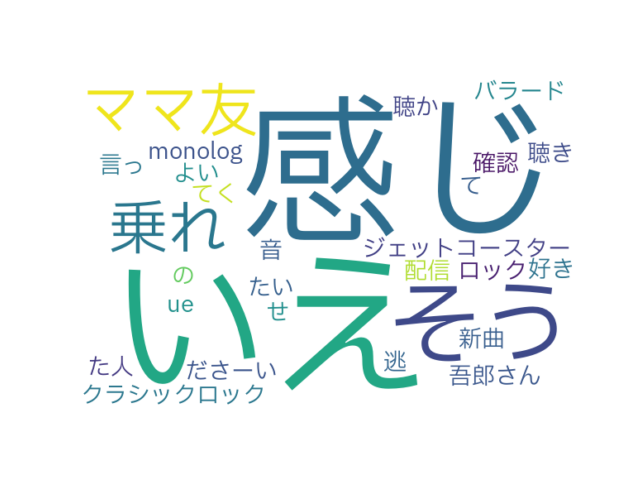 ママ友
感じ
聴か
バラード
言っ
monolog
よい
てく
確認
聴き
て
乗れ
音
ジェットコースター
の
配信
ロック
好き
ue
たい
せ
いえ
そう
新曲
た人
ださーい
逃
吾郎さん
クラシックロック